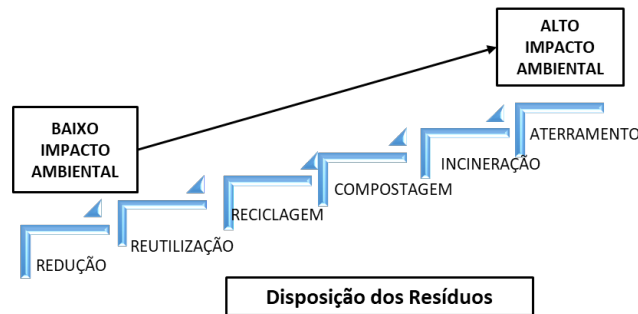 ALTO
IMPACTO
AMBIENTAL
BAIXO
IMPACTO
AMBIENTAL
ATERRAMENTO
INCINERAÇÃO
COMPOSTAGEM
RECICLAGEM
REUTILIZAÇÃO
REDUÇÃO
Disposição dos Resíduos